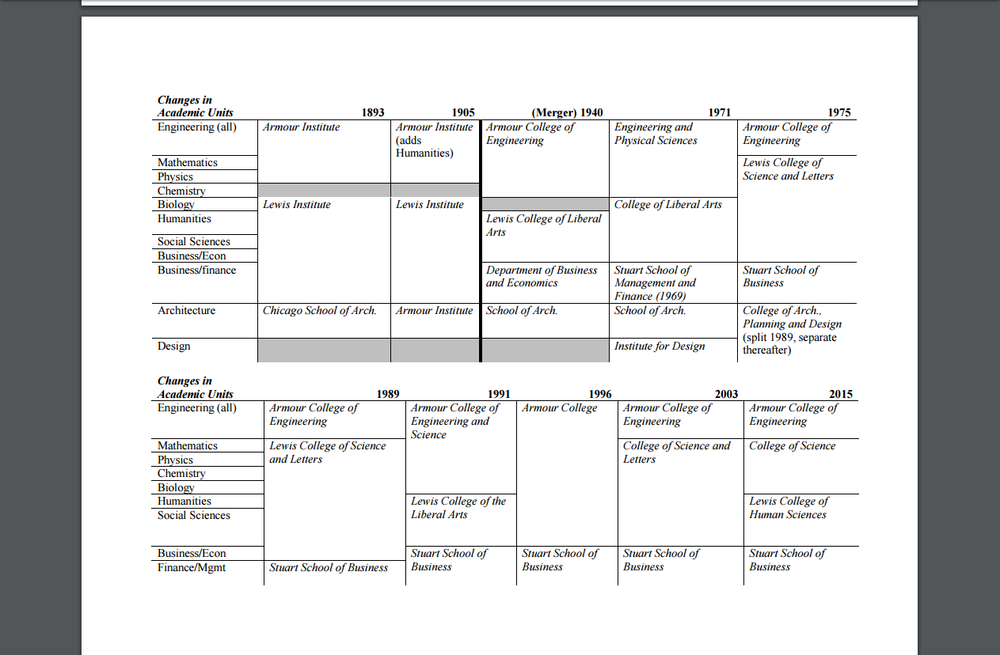 Changes in
Academic Units 1893 1905 (Merger) 1940 1971 1975
Engineering (all) Armour Institute Armour Institute Armour College of Engineering and Armour College of
(adds Engineering Physical Sciences Engineering
Humanities)
Mathematics Lewis College of
Physics Science and Letters
Chemistry
Biology Lewis Institute Lewis Institute College of Liberal Arts
Humanities Lewis College of Liberal
Arts
Social Sciences
Business/Econ
Business/finance Department of Business Stuart School of Stuart School of
and Economics Management and Business
Finance (1969)
Architecture Chicago School of Arch. Armour Institute School of Arch. School of Arch. College of Arch.,
Planning and Design
(split 1989, separate
Design Institute for Design thereafter)
Changes in
Academic Units 1989 1991 1996 2003 2015
Engineering (all) Armour College of Armour College of Armour College Armour College of Armour College of
Engineering Engineering and Engineering Engineering
Science
Mathematics Lewis College of Science College of Science and College of Science
Physics and Letters Letters
Chemistry
Biology
Humanities Lewis College of the Lewis College of
Social Sciences Liberal Arts Human Sciences
Business/Econ Stuart School of Stuart School of Stuart School of Stuart School of
Finance/Mgmt Stuart School of Business Business Business Business Business